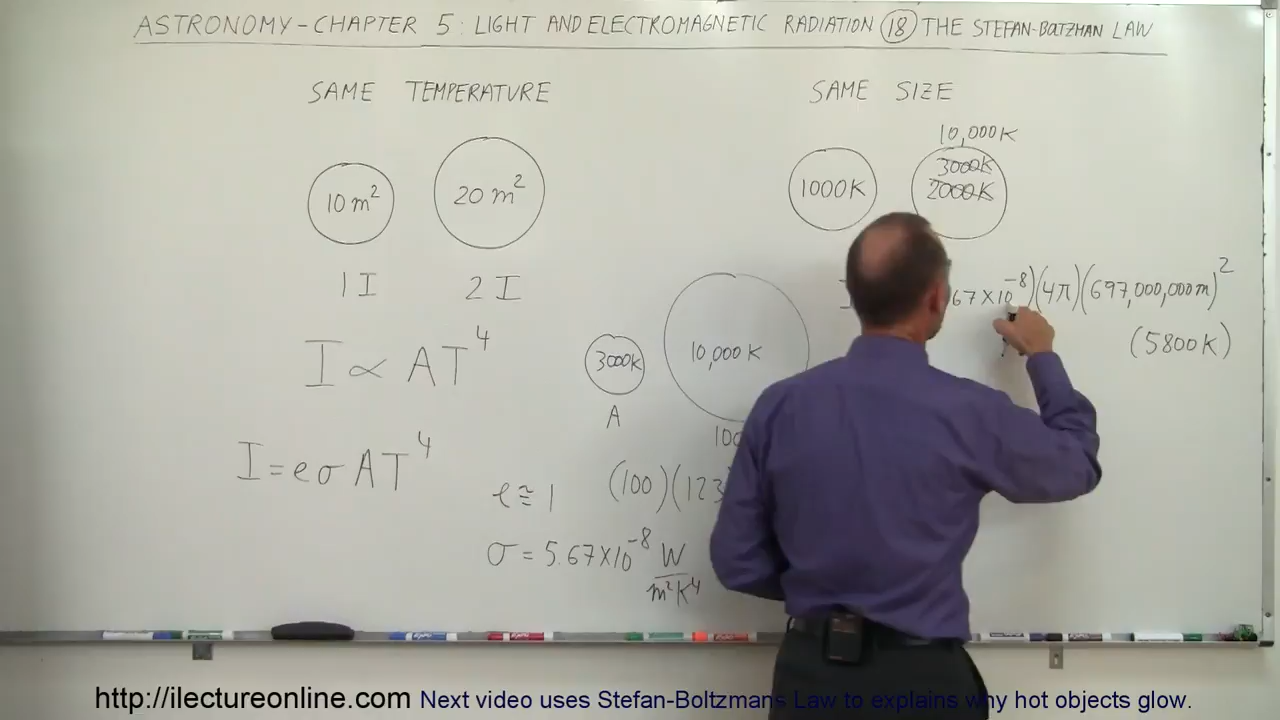 ASTRONOMY - CHAPTER 5: LIGHT AND ELECTROMAGNETIC RADIATION (18) THE STEFAN-BOLTZMAN LAW
SAME TEMPERATURE
10 m²
20 m²
1 I
2 I
I ∝ AT⁴
I = eσAT⁴
SAME SIZE
10,000K
3000K
2000K
1000K
67 × 10⁻⁸)(4π)(697,000,000m)²
(5800K)
3000K
10,000K
A
100
(100)(123
e ≅ 1
σ = 5.67×10⁻⁸ W
m²K⁴
http://ilectureonline.com Next video uses Stefan-Boltzmans Law to explains why hot objects glow.